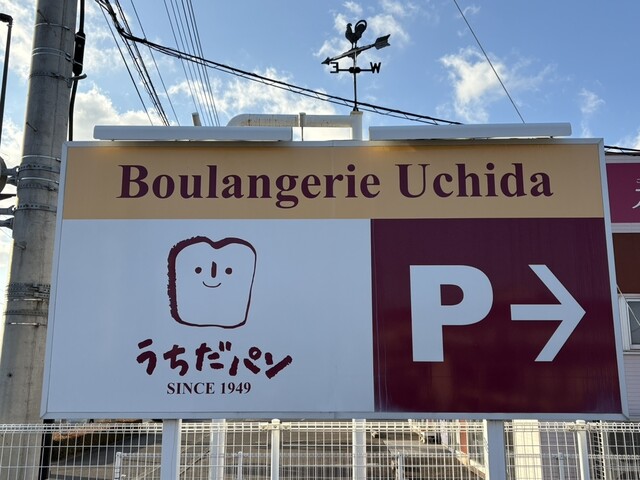 E W
Boulangerie Uchida
うちだパン
SINCE 1949
P→